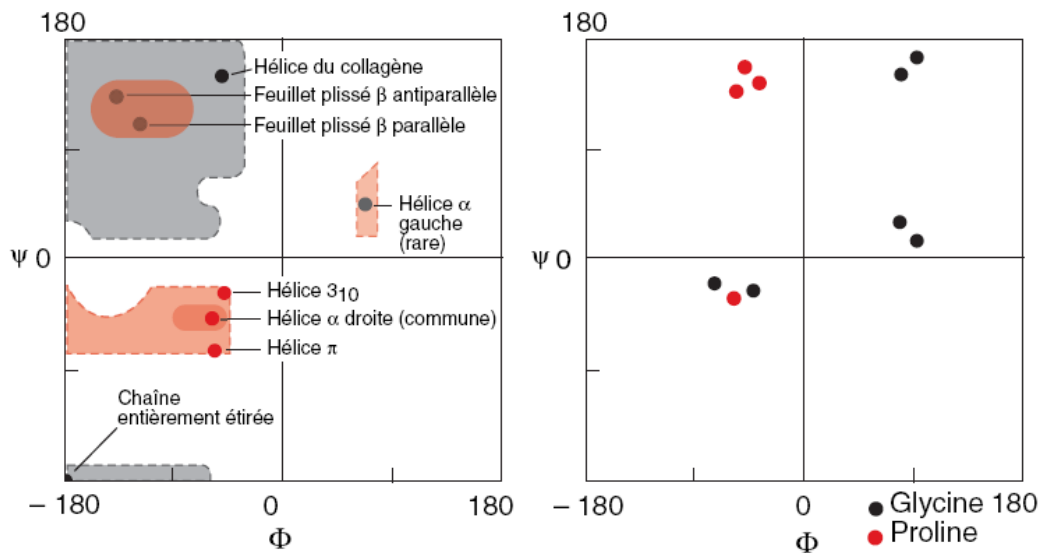 180
Hélice du collagène
Feuillet plissé β antiparallèle
Feuillet plissé β parallèle
Hélice α
gauche
(rare)
ψ 0
Hélice 3₁₀
Hélice α droite (commune)
Hélice π
Chaîne
entièrement étirée
– 180
0
180
Φ
180
ψ 0
– 180
0
180
Φ
Glycine
Proline